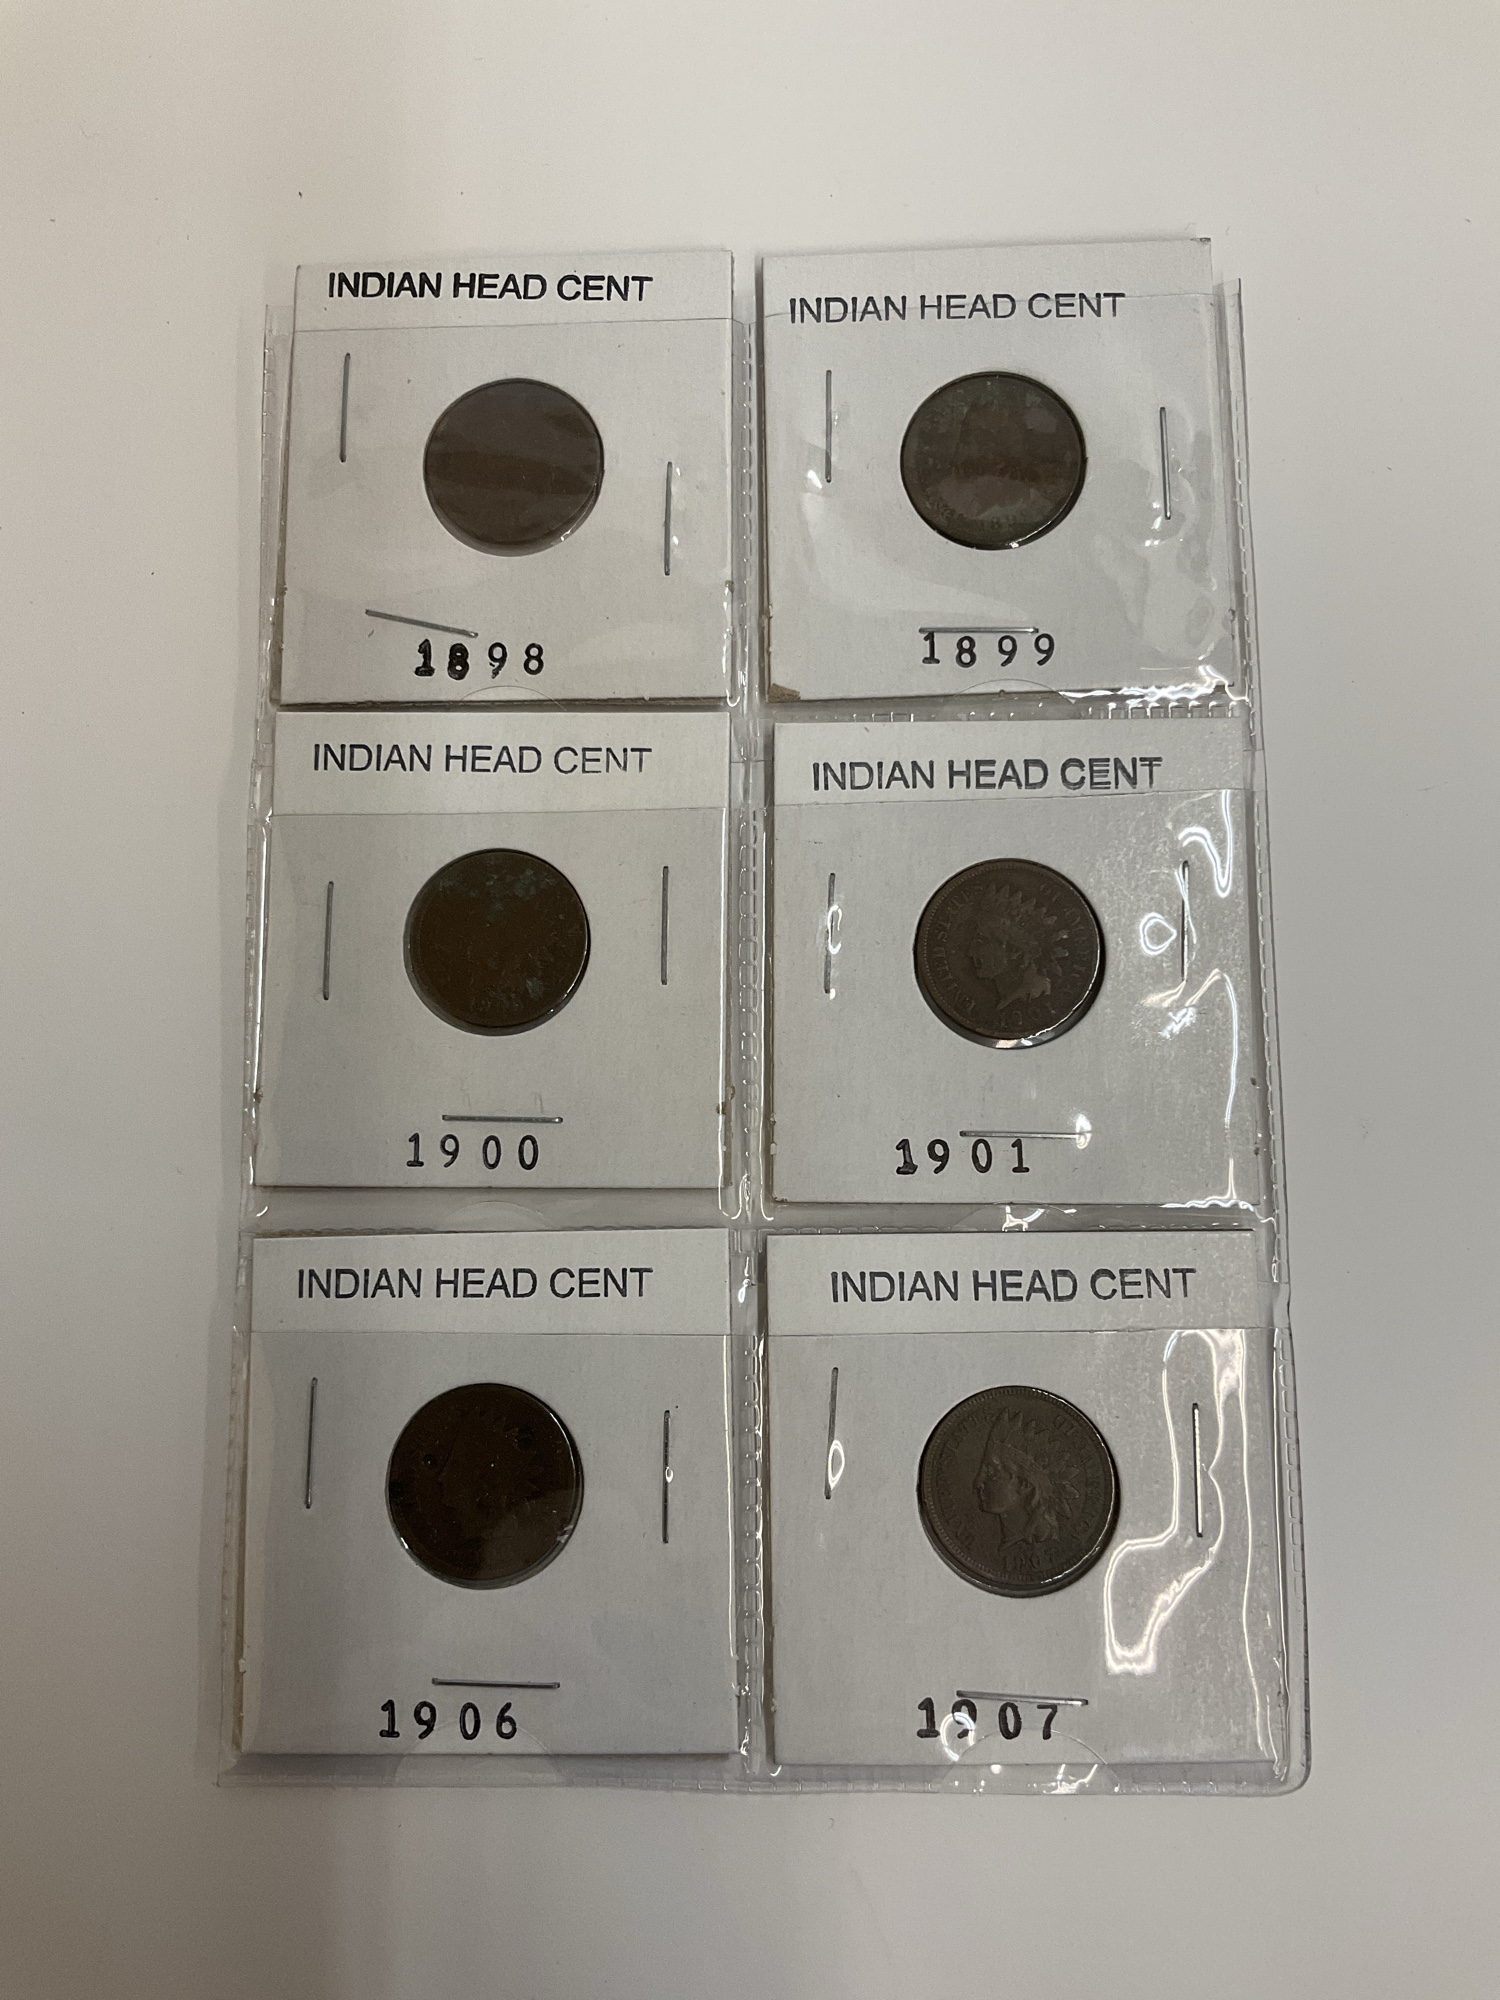 INDIAN HEAD CENT
1898
INDIAN HEAD CENT
1899
INDIAN HEAD CENT
1900
INDIAN HEAD CENT
1901
INDIAN HEAD CENT
1906
INDIAN HEAD CENT
1907